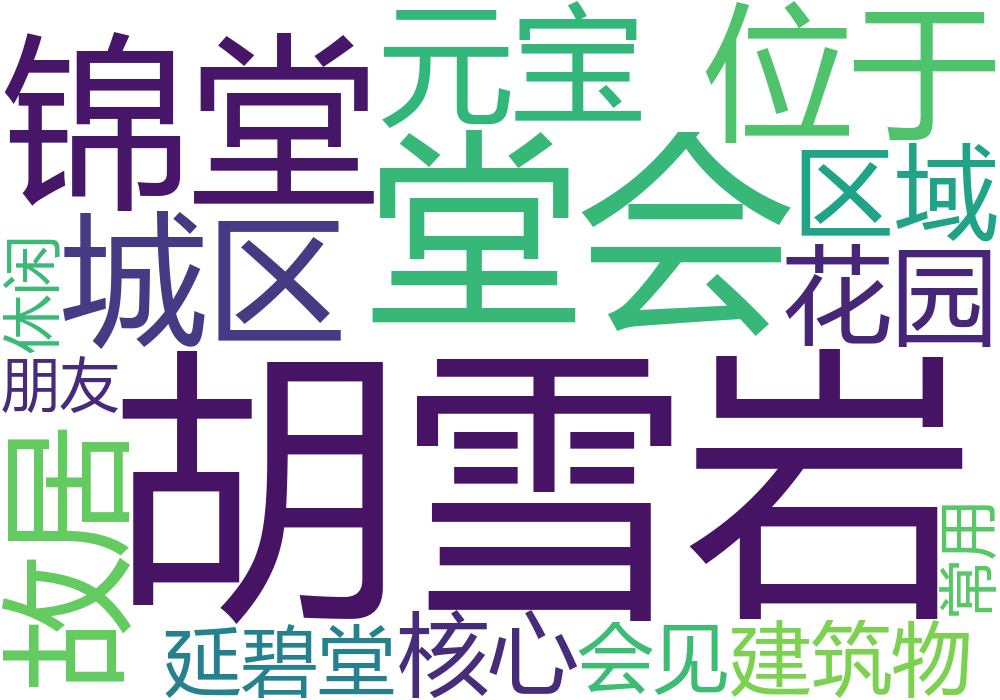 锦堂
元宝
位于
堂会
区域
城区
花园
休闲
朋友
胡雪岩
故居
常用
延碧堂
核心
会见
建筑物